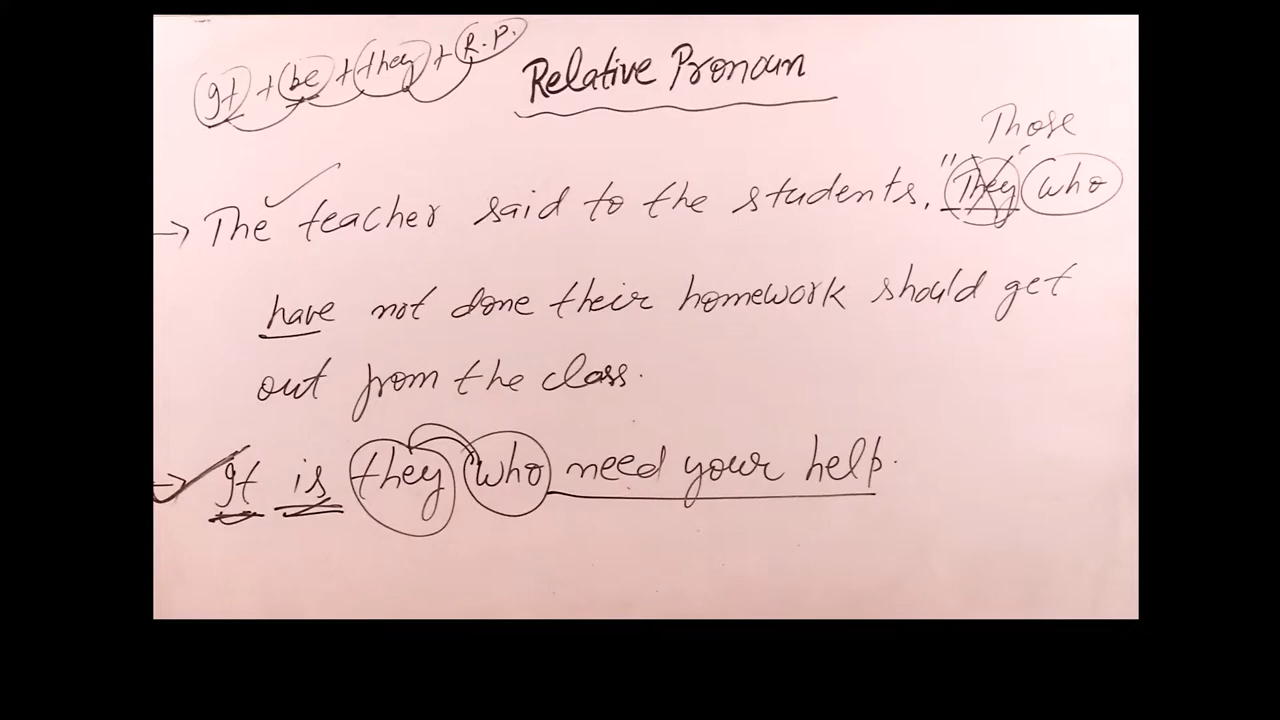 It + be + they + R.P.
Relative Pronoun
Those
→ The teacher said to the students, "They who
have not done their homework should get
out from the class.
→ It is they who need your help.